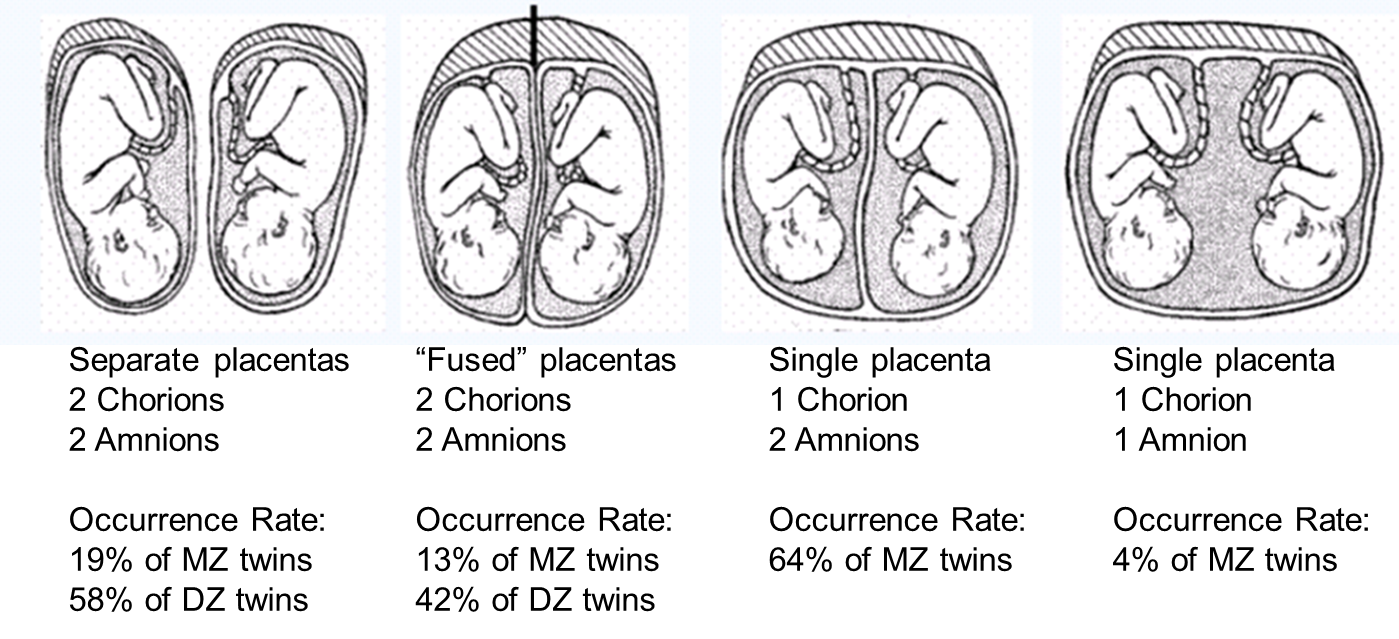 Separate placentas
2 Chorions
2 Amnions
Occurrence Rate:
19% of MZ twins
58% of DZ twins
“Fused” placentas
2 Chorions
2 Amnions
Occurrence Rate:
13% of MZ twins
42% of DZ twins
Single placenta
1 Chorion
2 Amnions
Occurrence Rate:
64% of MZ twins
Single placenta
1 Chorion
1 Amnion
Occurrence Rate:
4% of MZ twins